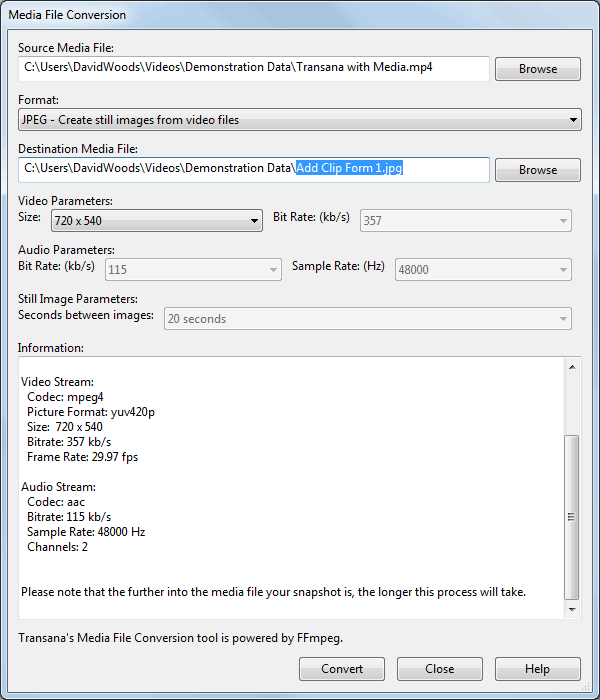 Media File Conversion
Source Media File:
C:\Users\DavidWoods\Videos\Demonstration Data\Transana with Media.mp4
Browse
Format:
JPEG - Create still images from video files
Destination Media File:
C:\Users\DavidWoods\Videos\Demonstration Data\Add Clip Form 1.jpg
Browse
Video Parameters:
Size: 720 x 540 Bit Rate: (kb/s) 357
Audio Parameters:
Bit Rate: (kb/s) 115 Sample Rate: (Hz) 48000
Still Image Parameters:
Seconds between images: 20 seconds
Information:
Video Stream:
Codec: mpeg4
Picture Format: yuv420p
Size: 720 x 540
Bitrate: 357 kb/s
Frame Rate: 29.97 fps
Audio Stream:
Codec: aac
Bitrate: 115 kb/s
Sample Rate: 48000 Hz
Channels: 2
Please note that the further into the media file your snapshot is, the longer this process will take.
Transana's Media File Conversion tool is powered by FFmpeg.
Convert Close Help